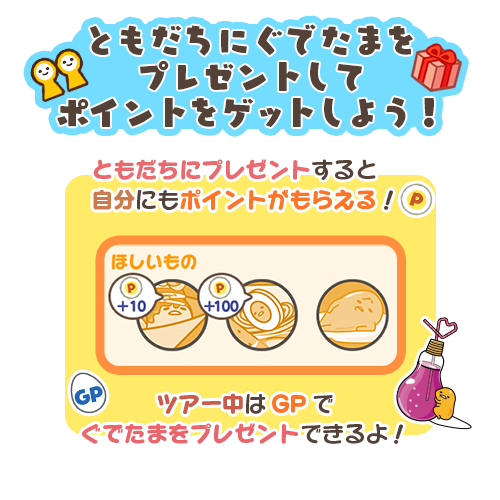 ともだちにぐでたまを
プレゼントして
ポイントをゲットしよう!
ともだちにプレゼントすると
自分にもポイントがもらえる! P
ほしいもの
P P
+10 +100
GP
ツアー中は GP で
ぐでたまをプレゼントできるよ!